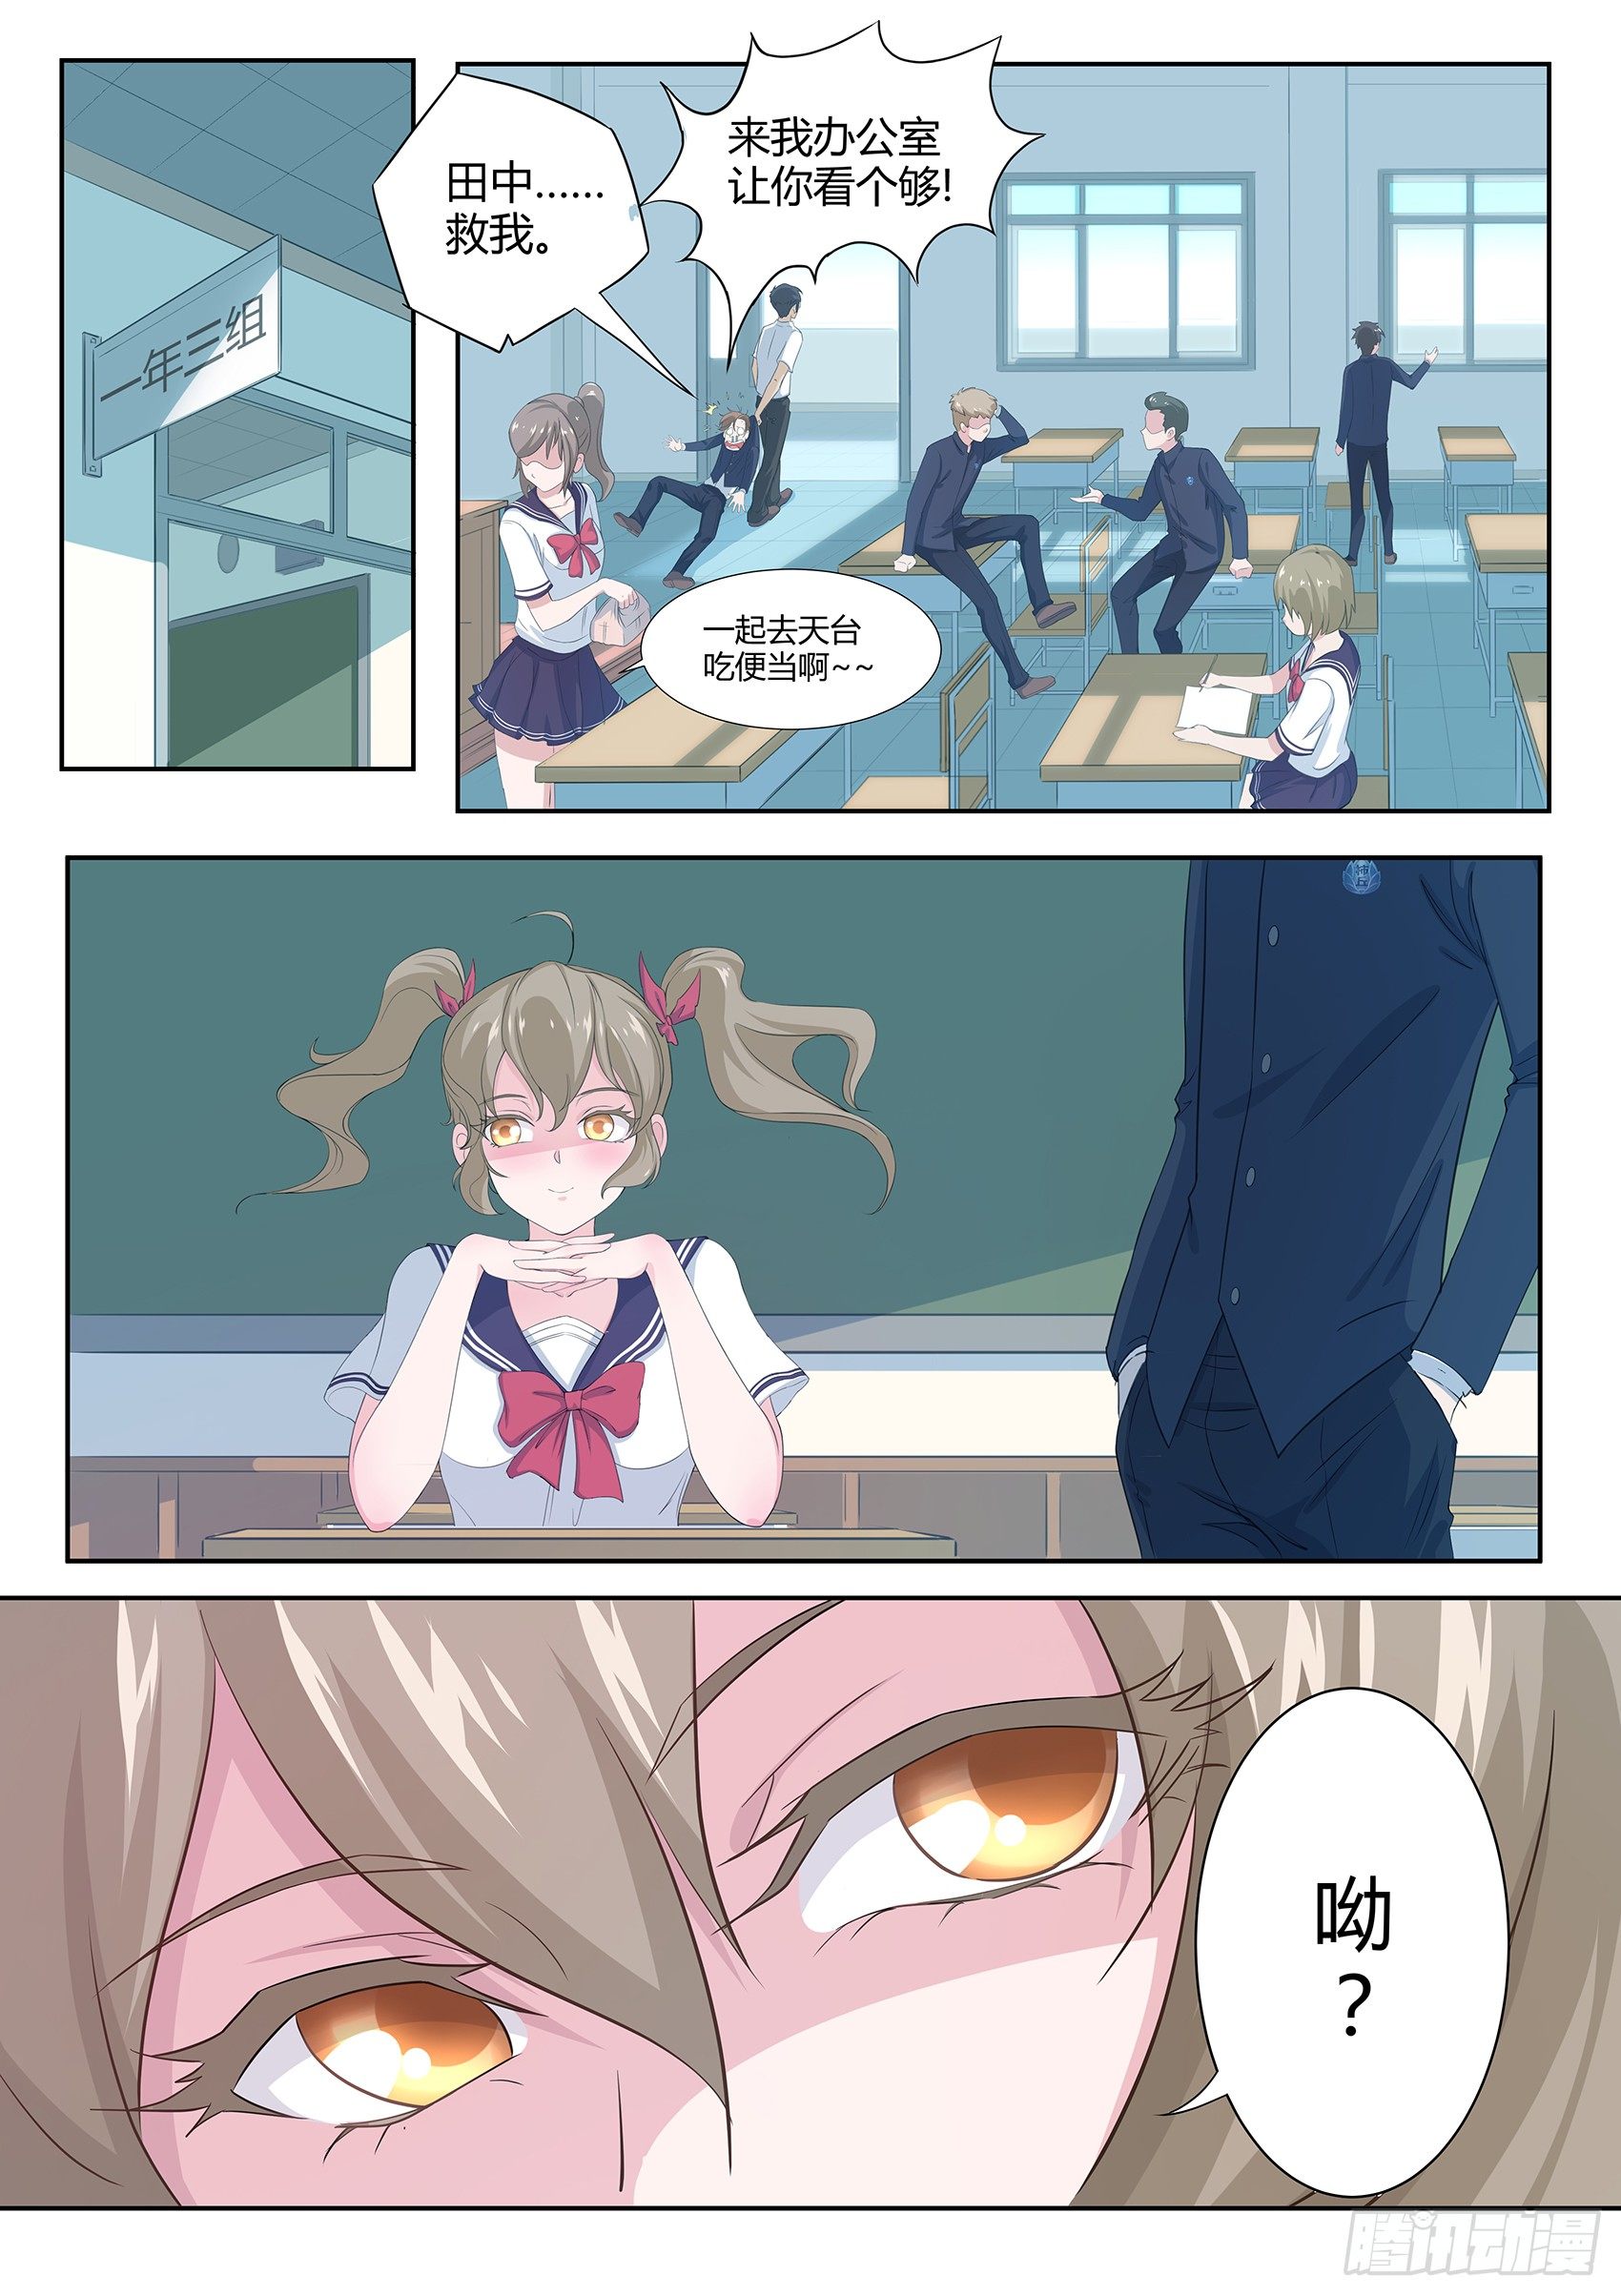 一年三组
田中……
救我。
来我办公室
让你看个够!
一起去天台
吃便当啊~~
呦
?
腾讯动漫